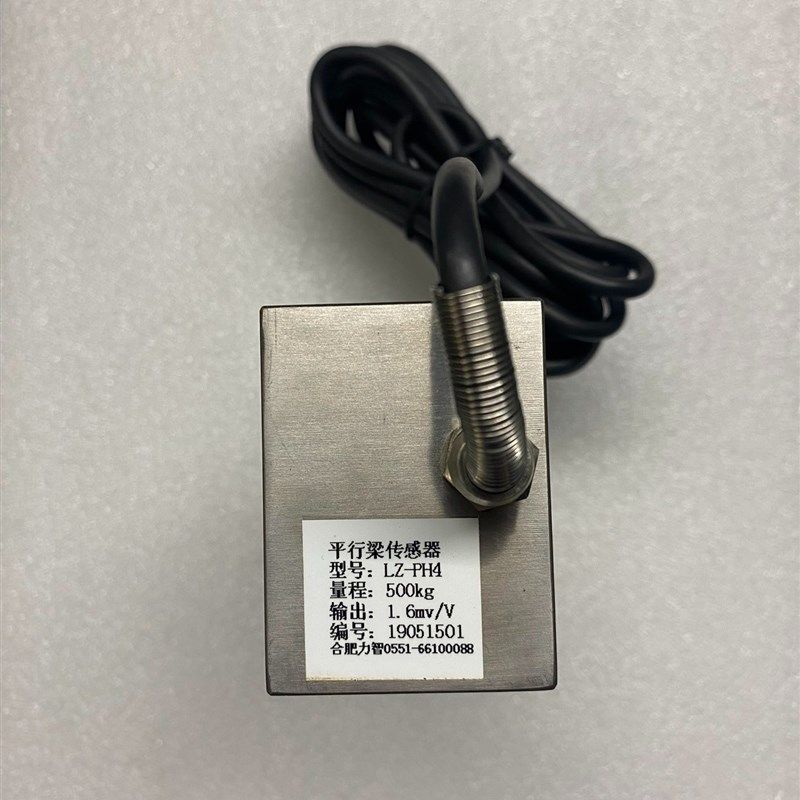 平行梁传感器
型号：LZ-PH4
量程：500kg
输出：1.6mv/V
编号：19051501
合肥力智0551-66100088